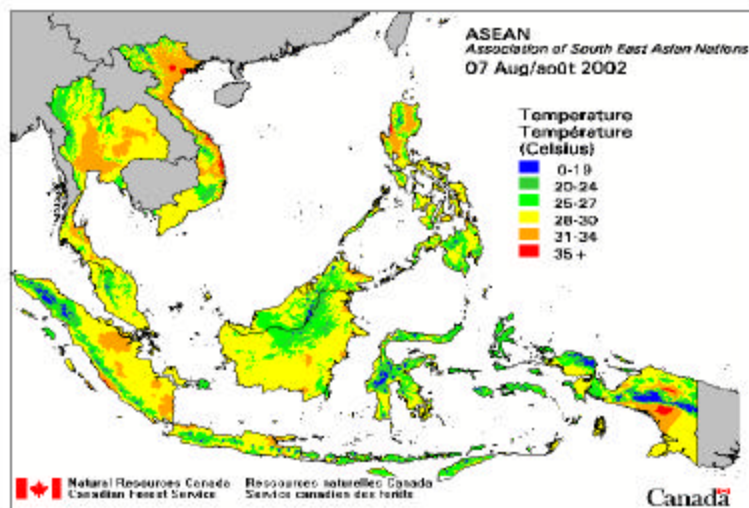 ASEAN
Association of South East Asian Nations
07 Aug/août 2002
Temperature
Température
(Celsius)
0-19
20-24
25-27
28-30
31-34
35+
Natural Resources Canada
Canadian Forest Service
Ressources naturelles Canada
Service canadien des forêts
Canada